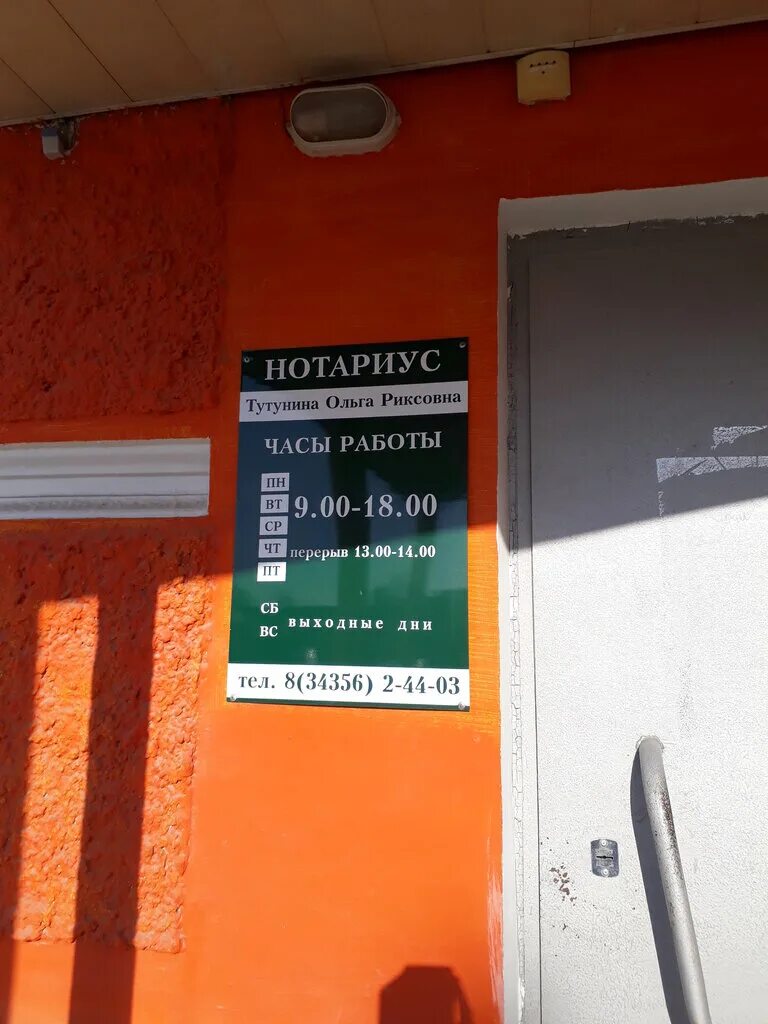 НОТАРИУС
Тутунина Ольга Риксовна
ЧАСЫ РАБОТЫ
ПН
ВТ 9.00-18.00
СР
ЧТ перерыв 13.00-14.00
ПТ
СБ
ВС выходные дни
тел. 8(34356) 2-44-03